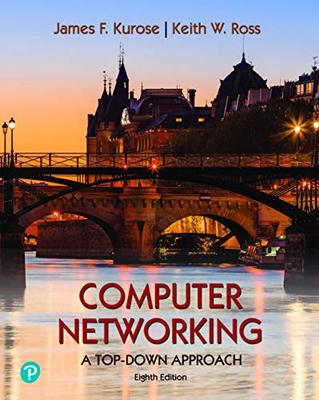 James F. Kurose | Keith W. Ross
COMPUTER
NETWORKING
A TOP-DOWN APPROACH
Eighth Edition
P